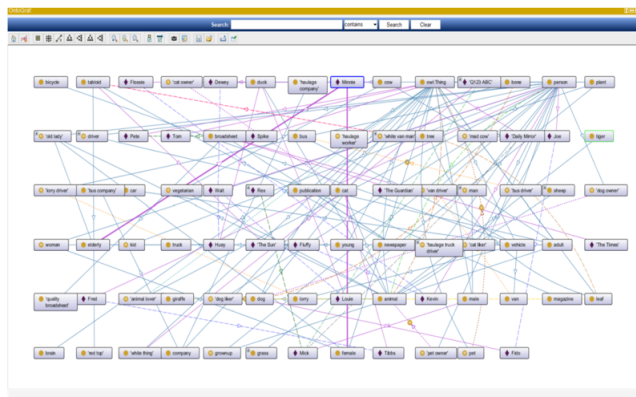 OntoGraf
Search: contains Search Clear
bicycle tabloid Flossie 'cat owner' Dewey duck 'haulage company' Minnie cow owl:Thing 'Q123 ABC' bone person plant
'old lady' driver Pete Tom broadsheet Spike bus 'haulage worker' 'white van man' tree 'mad cow' 'Daily Mirror' Joe tiger
'lorry driver' 'bus company' car vegetarian Walt Rex publication cat 'The Guardian' 'van driver' man 'bus driver' sheep 'dog owner'
woman elderly kid truck Huey 'The Sun' Fluffy young newspaper 'haulage truck driver' 'cat liker' vehicle adult 'The Times'
'quality broadsheet' Fred 'animal lover' giraffe 'dog liker' dog lorry Louie animal Kevin male van magazine leaf
brain 'red top' 'white thing' company grownup grass Mick female Tibbs 'pet owner' pet Fido